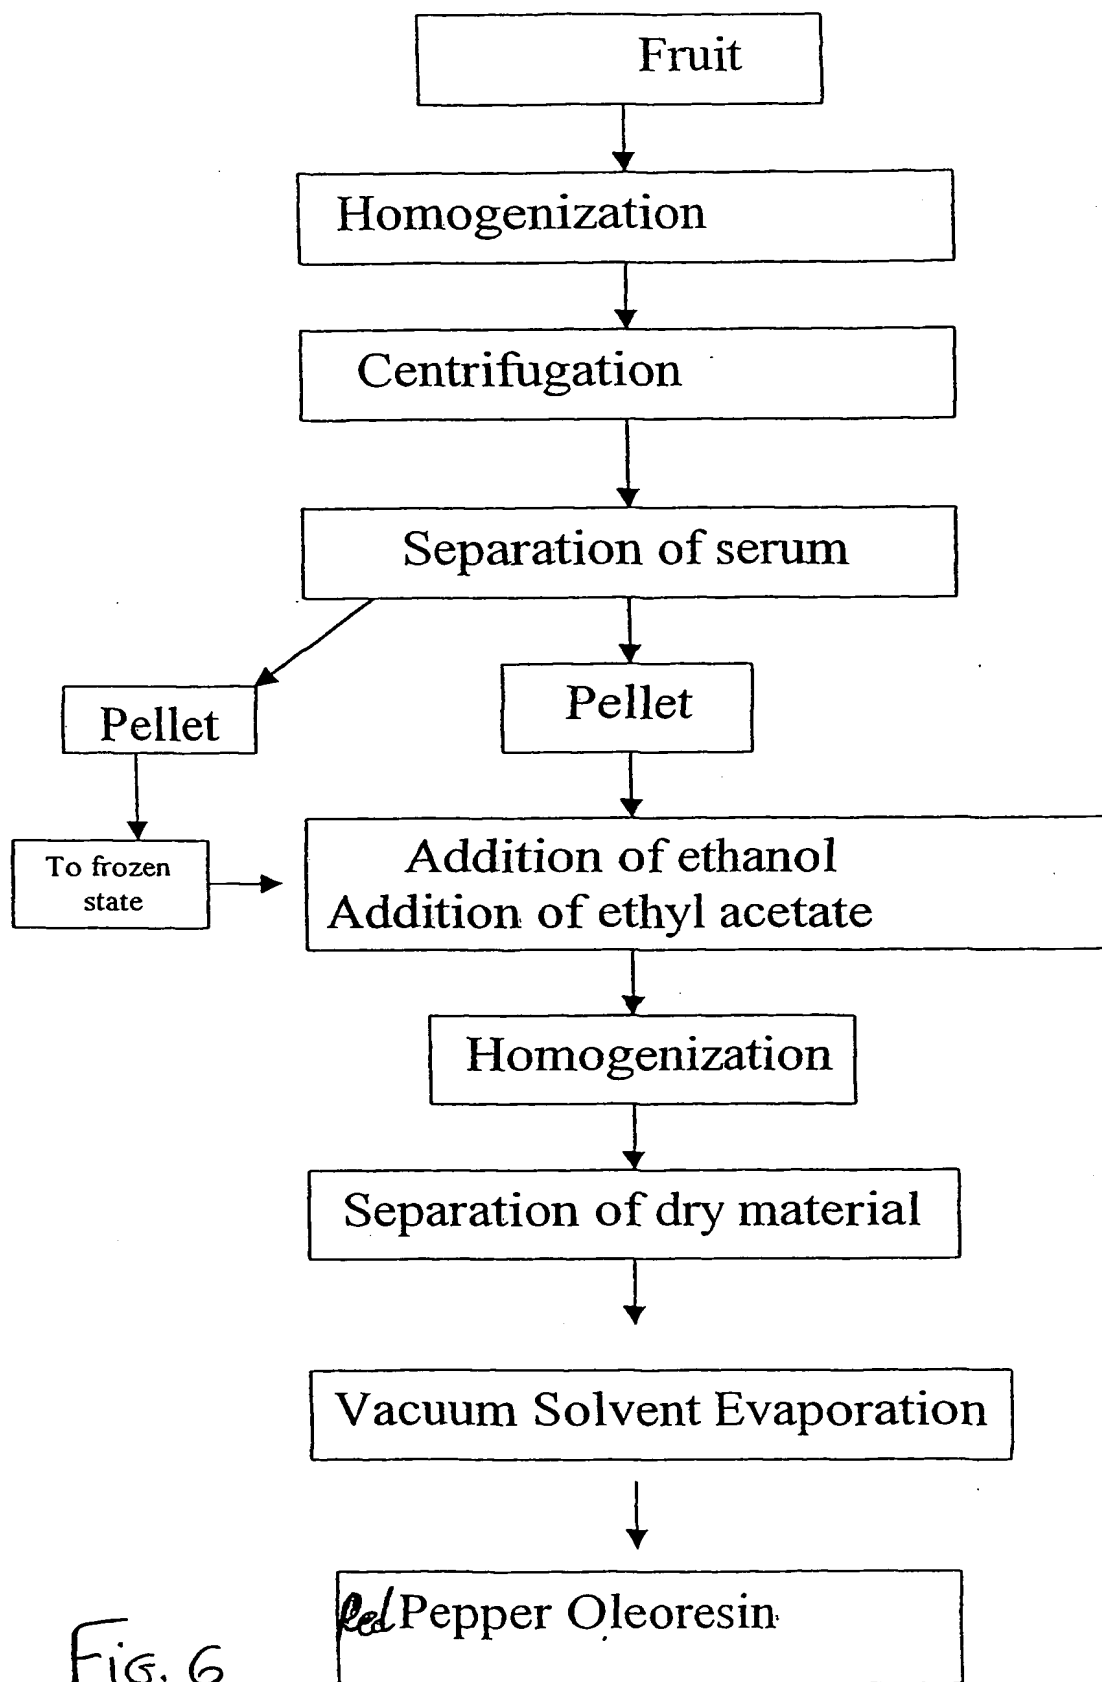 Fruit
Homogenization
Centrifugation
Separation of serum
Pellet
Pellet
To frozen
state
Addition of ethanol
Addition of ethyl acetate
Homogenization
Separation of dry material
Vacuum Solvent Evaporation
Red Pepper Oleoresin
Fig. 6